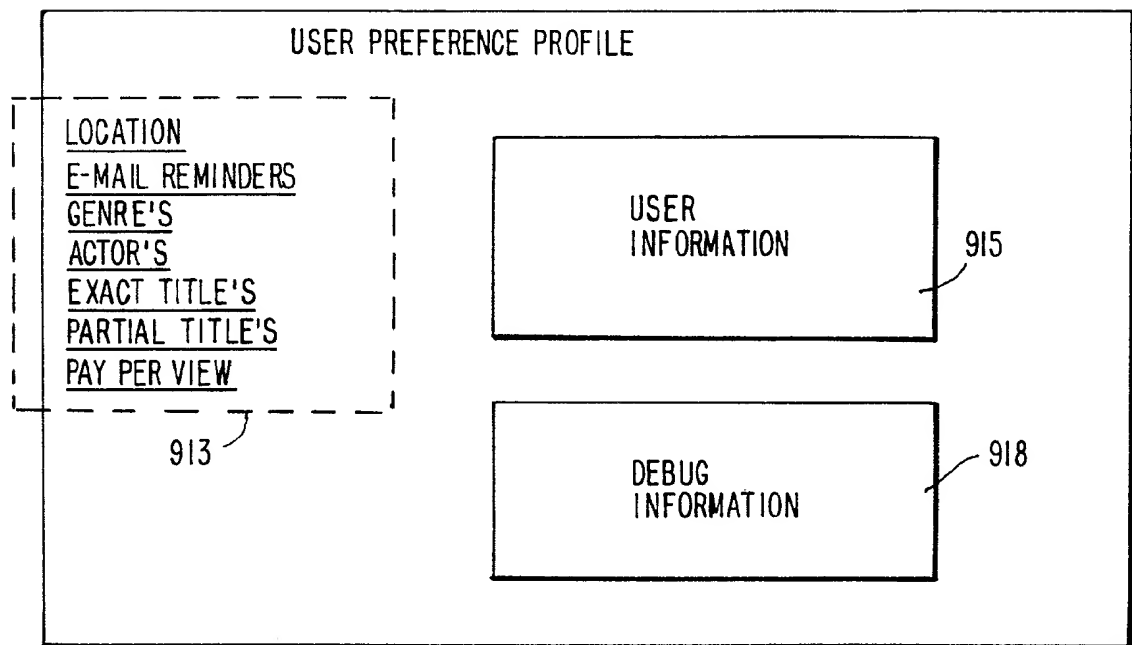 USER PREFERENCE PROFILE
LOCATION
E-MAIL REMINDERS
GENRE'S
ACTOR'S
EXACT TITLE'S
PARTIAL TITLE'S
PAY PER VIEW
913
USER
INFORMATION
915
DEBUG
INFORMATION
918